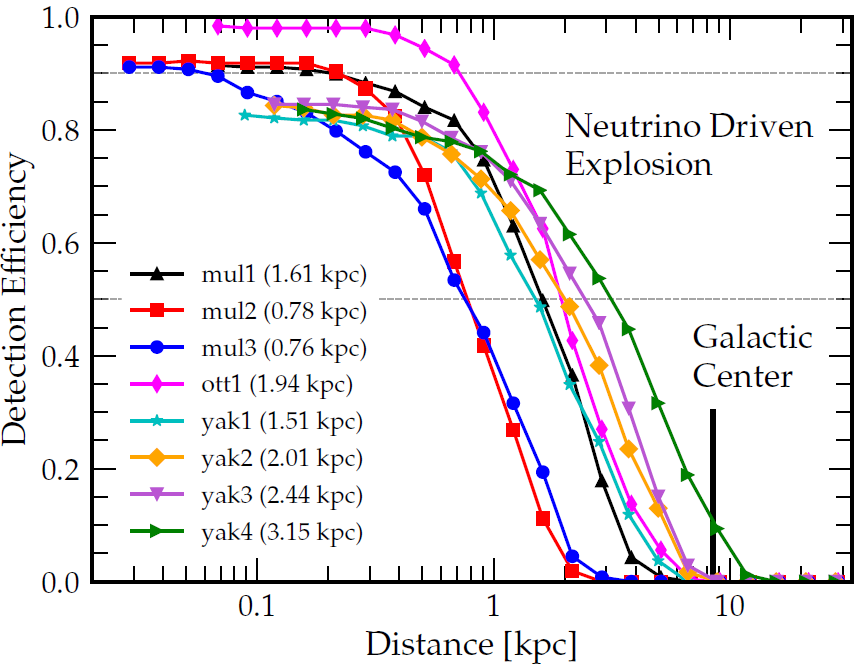 1.0
0.8
0.6
0.4
0.2
0.0
Detection Efficiency
Neutrino Driven
Explosion
mul1 (1.61 kpc)
mul2 (0.78 kpc)
mul3 (0.76 kpc)
ott1 (1.94 kpc)
yak1 (1.51 kpc)
yak2 (2.01 kpc)
yak3 (2.44 kpc)
yak4 (3.15 kpc)
Galactic
Center
0.1
1
10
Distance [kpc]